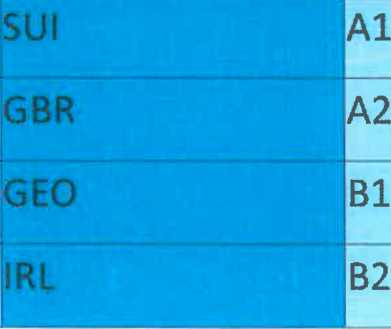 SUI A1
GBR A2
GEO B1
IRL B2